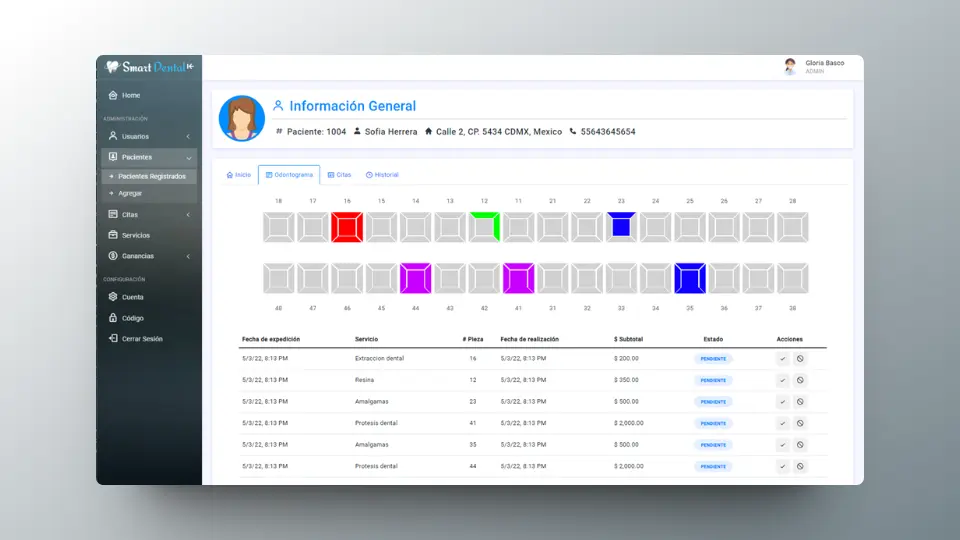 Smart Dental
Gloria Basco
ADMIN
Home
ADMINISTRACIÓN
Usuarios
Pacientes
+ Pacientes Registrados
+ Agregar
Citas
Servicios
Ganancias
CONFIGURACIÓN
Cuenta
Código
Cerrar Sesión
Información General
# Paciente: 1004 Sofia Herrera Calle 2, CP. 5434 CDMX, Mexico 55643645654
Inicio Odontograma Citas Historial
18 17 16 15 14 13 12 11 21 22 23 24 25 26 27 28
48 47 46 45 44 43 42 41 31 32 33 34 35 36 37 38
Fecha de expedición Servicio # Pieza Fecha de realización $ Subtotal Estado Acciones
5/3/22, 8:13 PM Extraccion dental 16 5/3/22, 8:13 PM $ 200.00 PENDIENTE
5/3/22, 8:13 PM Resina 12 5/3/22, 8:13 PM $ 350.00 PENDIENTE
5/3/22, 8:13 PM Amalgamas 23 5/3/22, 8:13 PM $ 500.00 PENDIENTE
5/3/22, 8:13 PM Protesis dental 41 5/3/22, 8:13 PM $ 2,000.00 PENDIENTE
5/3/22, 8:13 PM Amalgamas 35 5/3/22, 8:13 PM $ 500.00 PENDIENTE
5/3/22, 8:13 PM Protesis dental 44 5/3/22, 8:13 PM $ 2,000.00 PENDIENTE